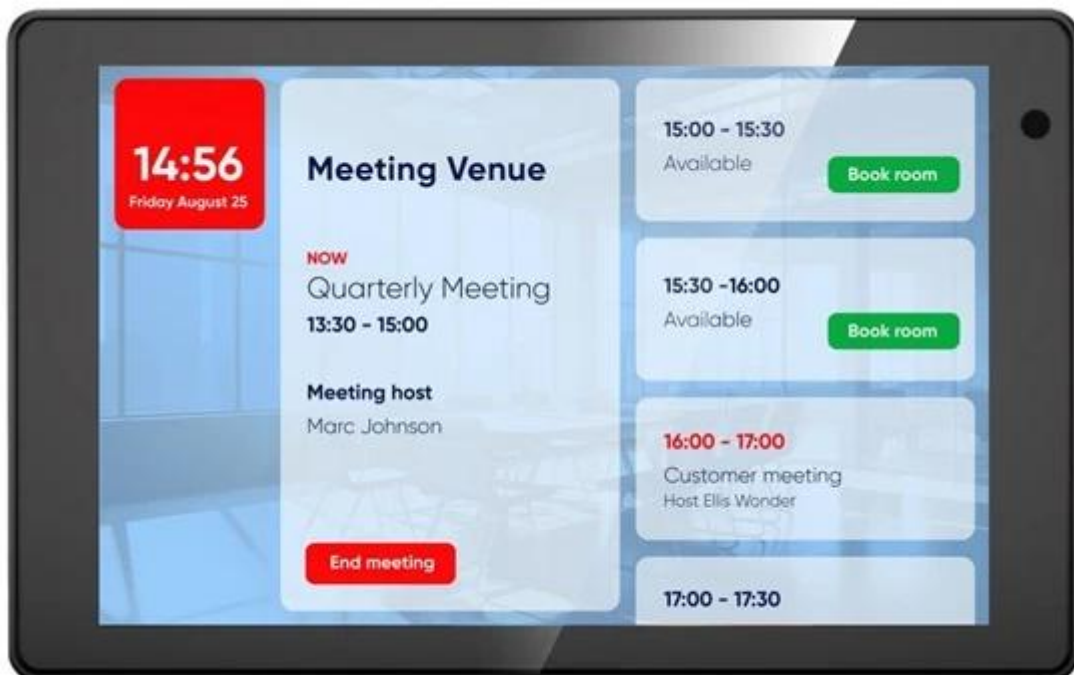 14:56
Friday August 25
Meeting Venue
NOW
Quarterly Meeting
13:30 - 15:00
Meeting host
Marc Johnson
End meeting
15:00 - 15:30
Available
Book room
15:30 -16:00
Available
Book room
16:00 - 17:00
Customer meeting
Host Ellis Wonder
17:00 - 17:30